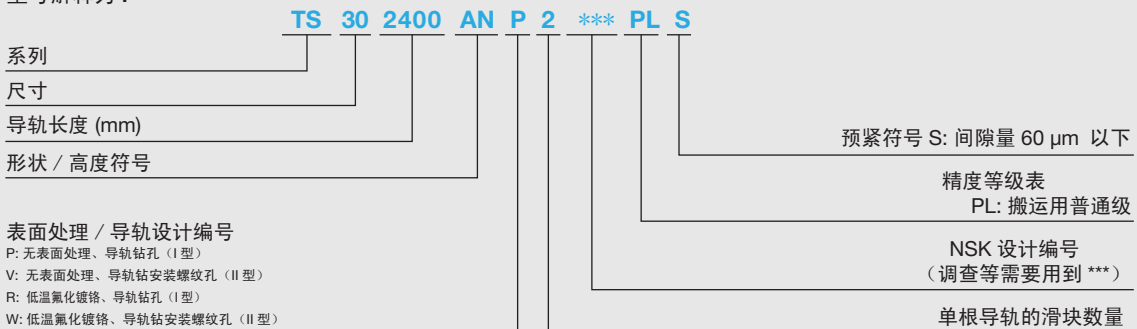 TS 30 2400 AN P 2 *** PL S
系列
尺寸
导轨长度 (mm)
形状 / 高度符号
预紧符号 S: 间隙量 60 μm 以下
精度等级表
PL: 搬运用普通级
NSK 设计编号
（调查等需要用到 ***）
单根导轨的滑块数量
表面处理 / 导轨设计编号
P: 无表面处理、导轨钻孔（I 型）
V: 无表面处理、导轨钻安装螺纹孔（II 型）
R: 低温氟化镀铬、导轨钻孔（I 型）
W: 低温氟化镀铬、导轨钻安装螺纹孔（II 型）